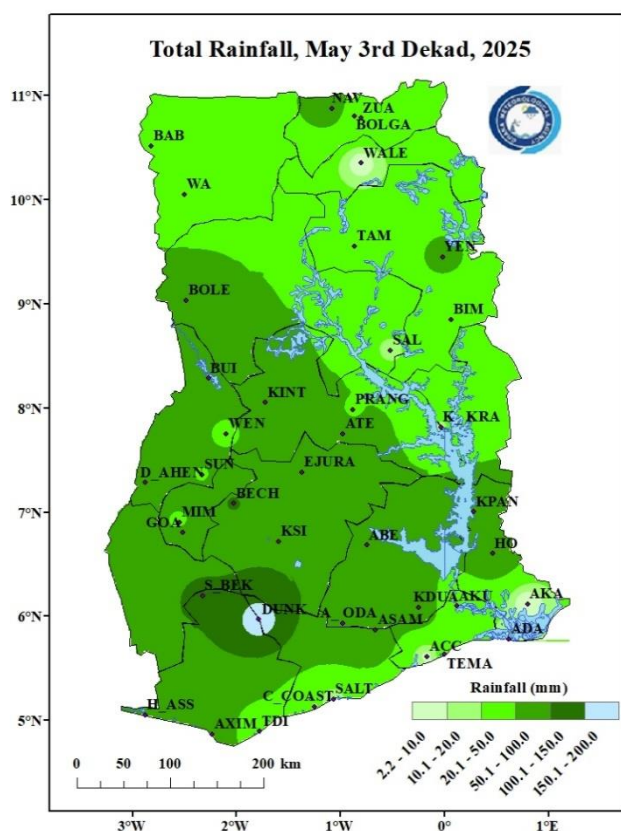 Total Rainfall, May 3rd Dekad, 2025
GHANA METEOROLOGICAL AGENCY
11°N
10°N
9°N
8°N
7°N
6°N
5°N
NAV
ZUA
BOLGA
BAB
WALE
WA
TAM
YEN
BOLE
BIM
SAL
BUI
KINT
PRANG
WEN
ATE
K_KRA
SUN
D_AHEN
EJURA
BECH
KPAN
MIM
GOA
KSI
ABE
HO
S_BEK
DUNK
KDUA
AKU
AKA
A_ODA
ASAM
ADA
ACC
TEMA
SALT
C_COAST
H_ASS
AXIM
TDI
Rainfall (mm)
2.2 - 10.0
10.1 - 20.0
20.1 - 50.0
50.1 - 100.0
100.1 - 150.0
150.1 - 200.0
0 50 100 200 km
3°W 2°W 1°W 0° 1°E